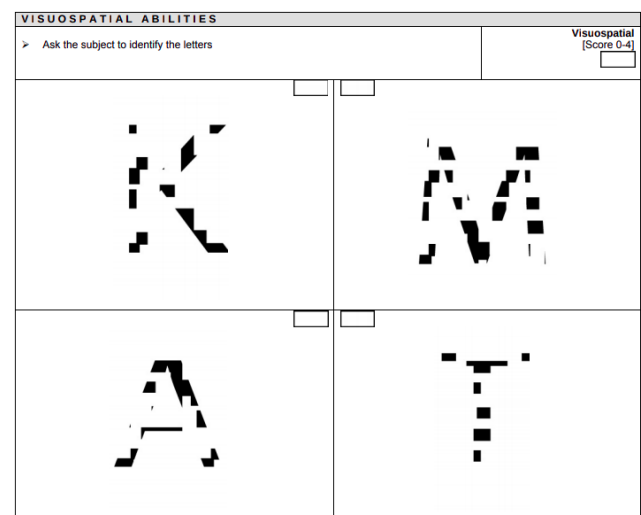 VISUOSPATIAL ABILITIES
➢ Ask the subject to identify the letters
Visuospatial
[Score 0-4]
K M
A T